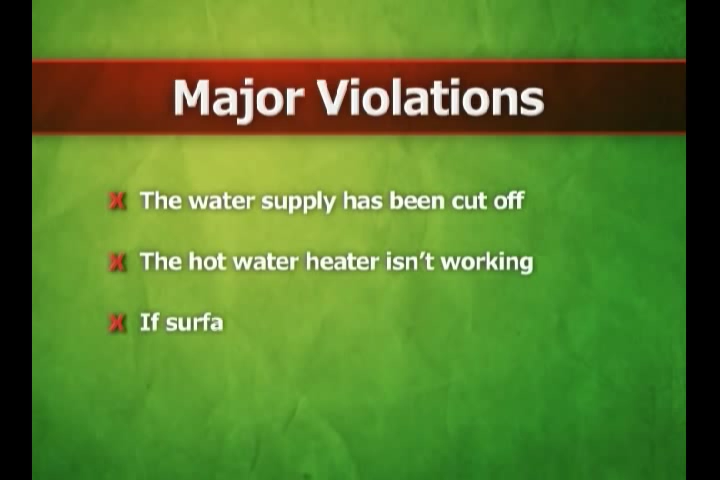 Major Violations
X The water supply has been cut off
X The hot water heater isn't working
X If surfa